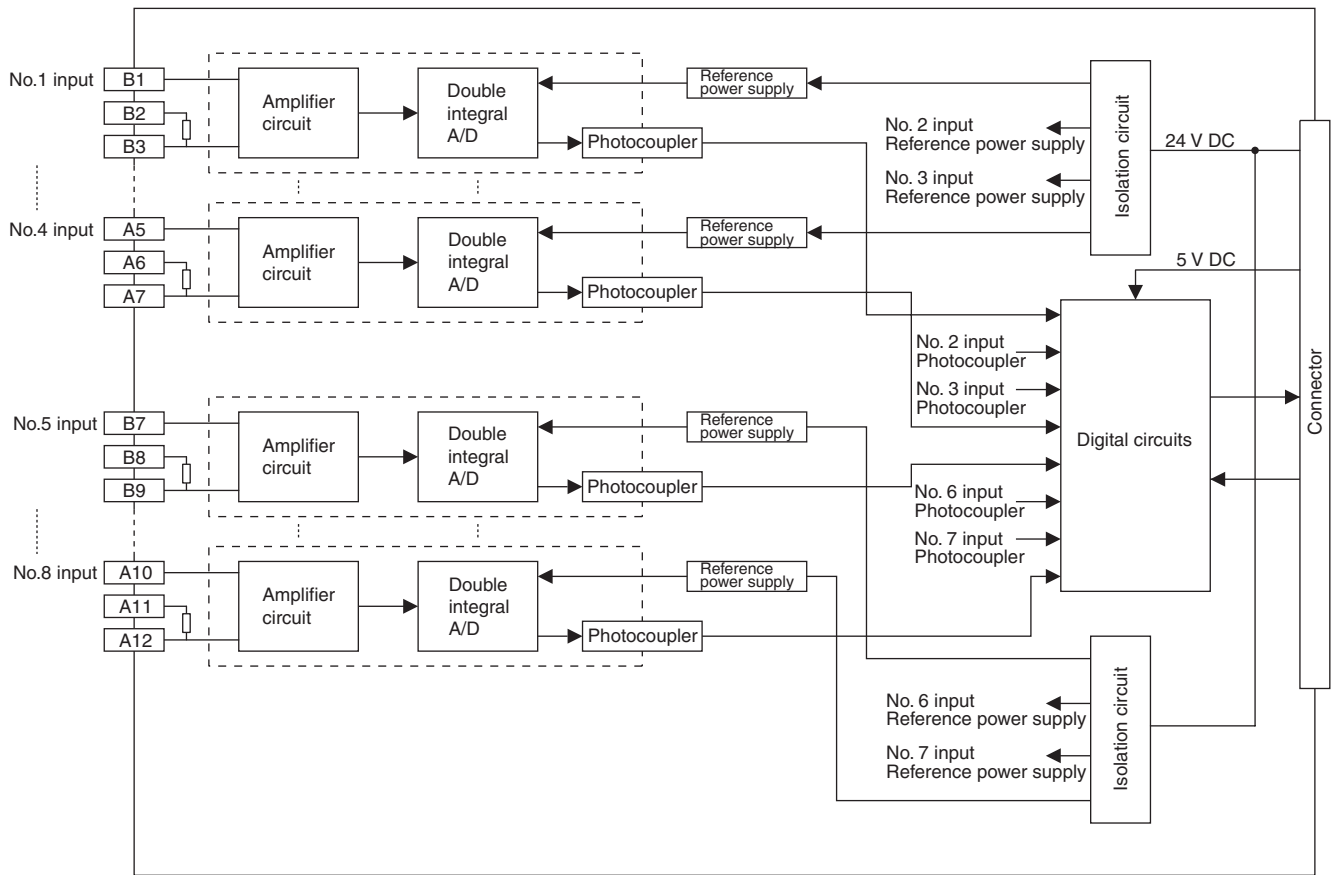 No.1 input
B1
B2
B3
Amplifier
circuit
Double
integral
A/D
Reference
power supply
Photocoupler
No. 2 input
Reference power supply
No. 3 input
Reference power supply
Isolation circuit
24 V DC
No.4 input
A5
A6
A7
Amplifier
circuit
Double
integral
A/D
Reference
power supply
Photocoupler
5 V DC
No. 2 input
Photocoupler
No. 3 input
Photocoupler
Digital circuits
Connector
No.5 input
B7
B8
B9
Amplifier
circuit
Double
integral
A/D
Reference
power supply
Photocoupler
No. 6 input
Photocoupler
No. 7 input
Photocoupler
No.8 input
A10
A11
A12
Amplifier
circuit
Double
integral
A/D
Reference
power supply
Photocoupler
No. 6 input
Reference power supply
No. 7 input
Reference power supply
Isolation circuit